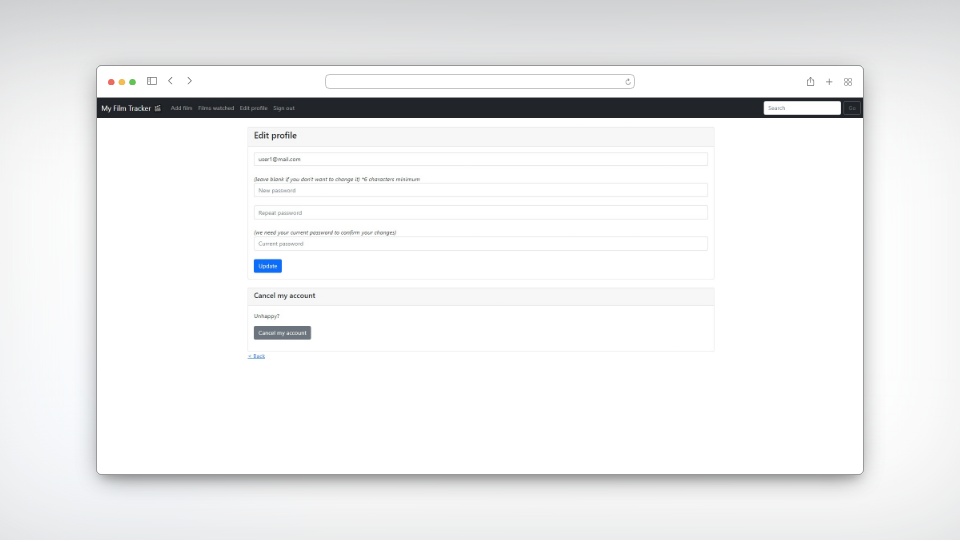 My Film Tracker Add film Films watched Edit profile Sign out Search Go
Edit profile
user1@mail.com
(leave blank if you don't want to change it) *6 characters minimum
New password
Repeat password
(we need your current password to confirm your changes)
Current password
Update
Cancel my account
Unhappy?
Cancel my account
< Back